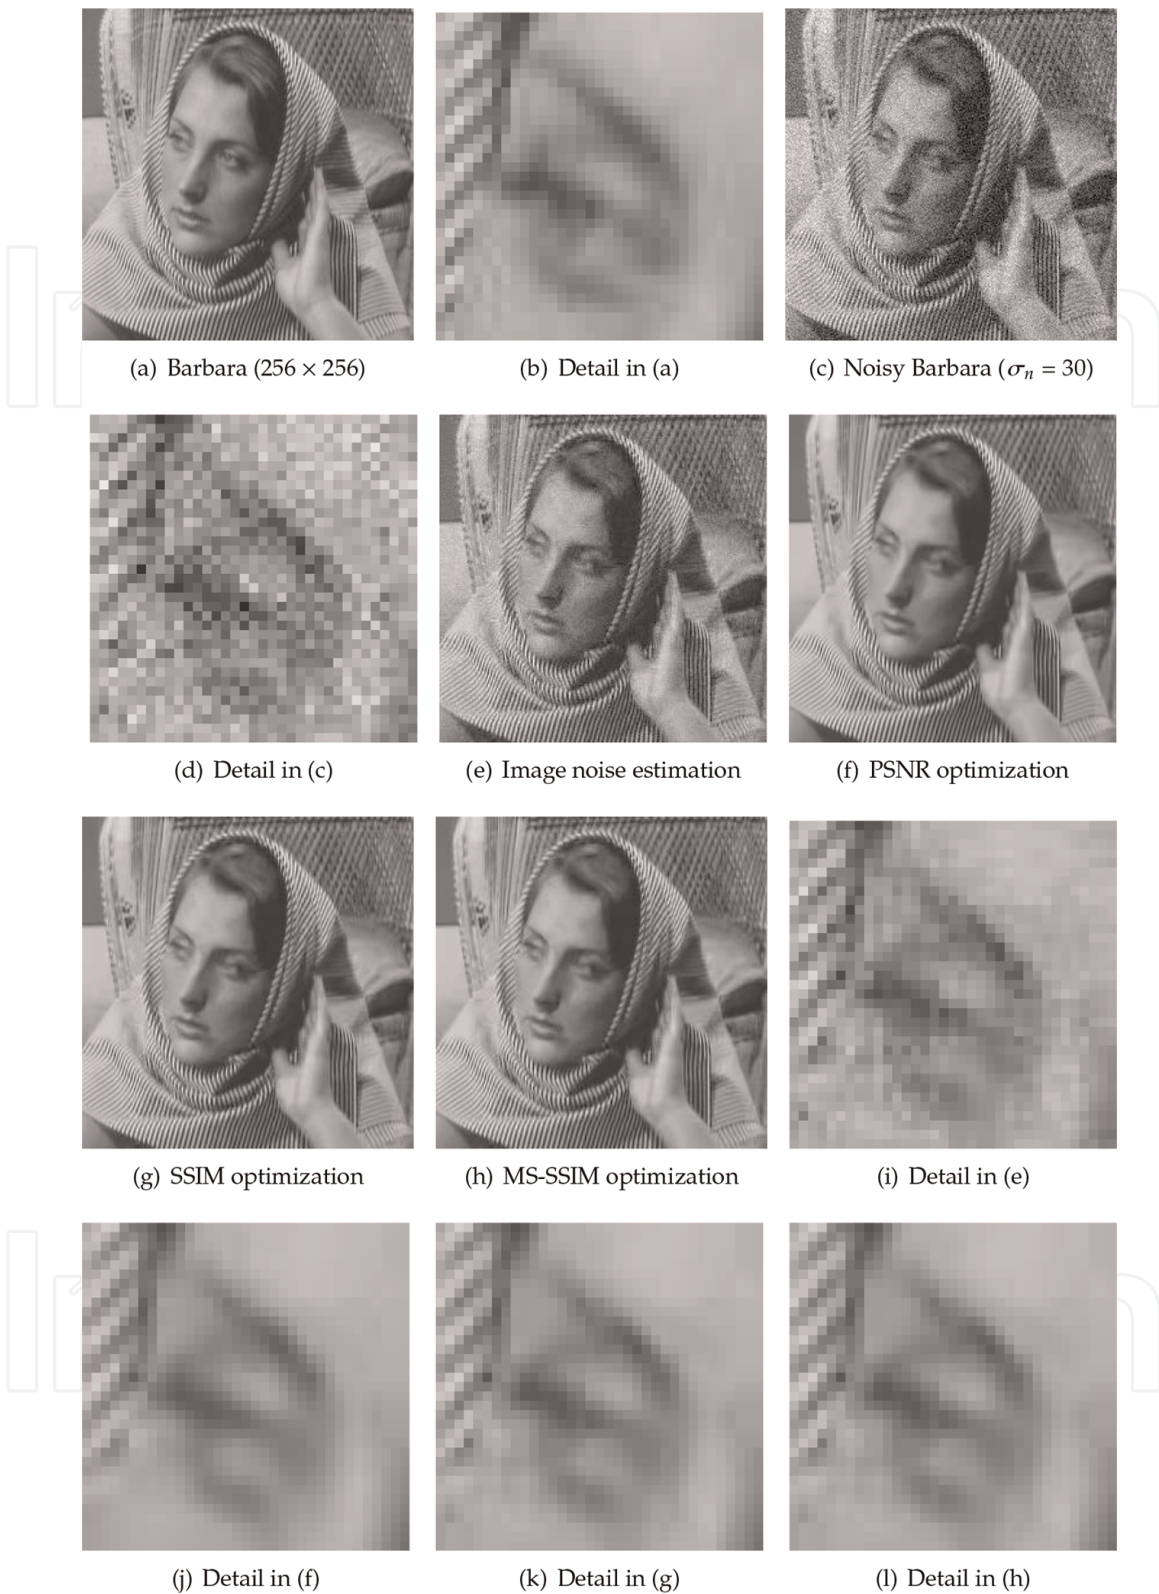 (a) Barbara (256 × 256)
(b) Detail in (a)
(c) Noisy Barbara (σn = 30)
(d) Detail in (c)
(e) Image noise estimation
(f) PSNR optimization
(g) SSIM optimization
(h) MS-SSIM optimization
(i) Detail in (e)
(j) Detail in (f)
(k) Detail in (g)
(l) Detail in (h)